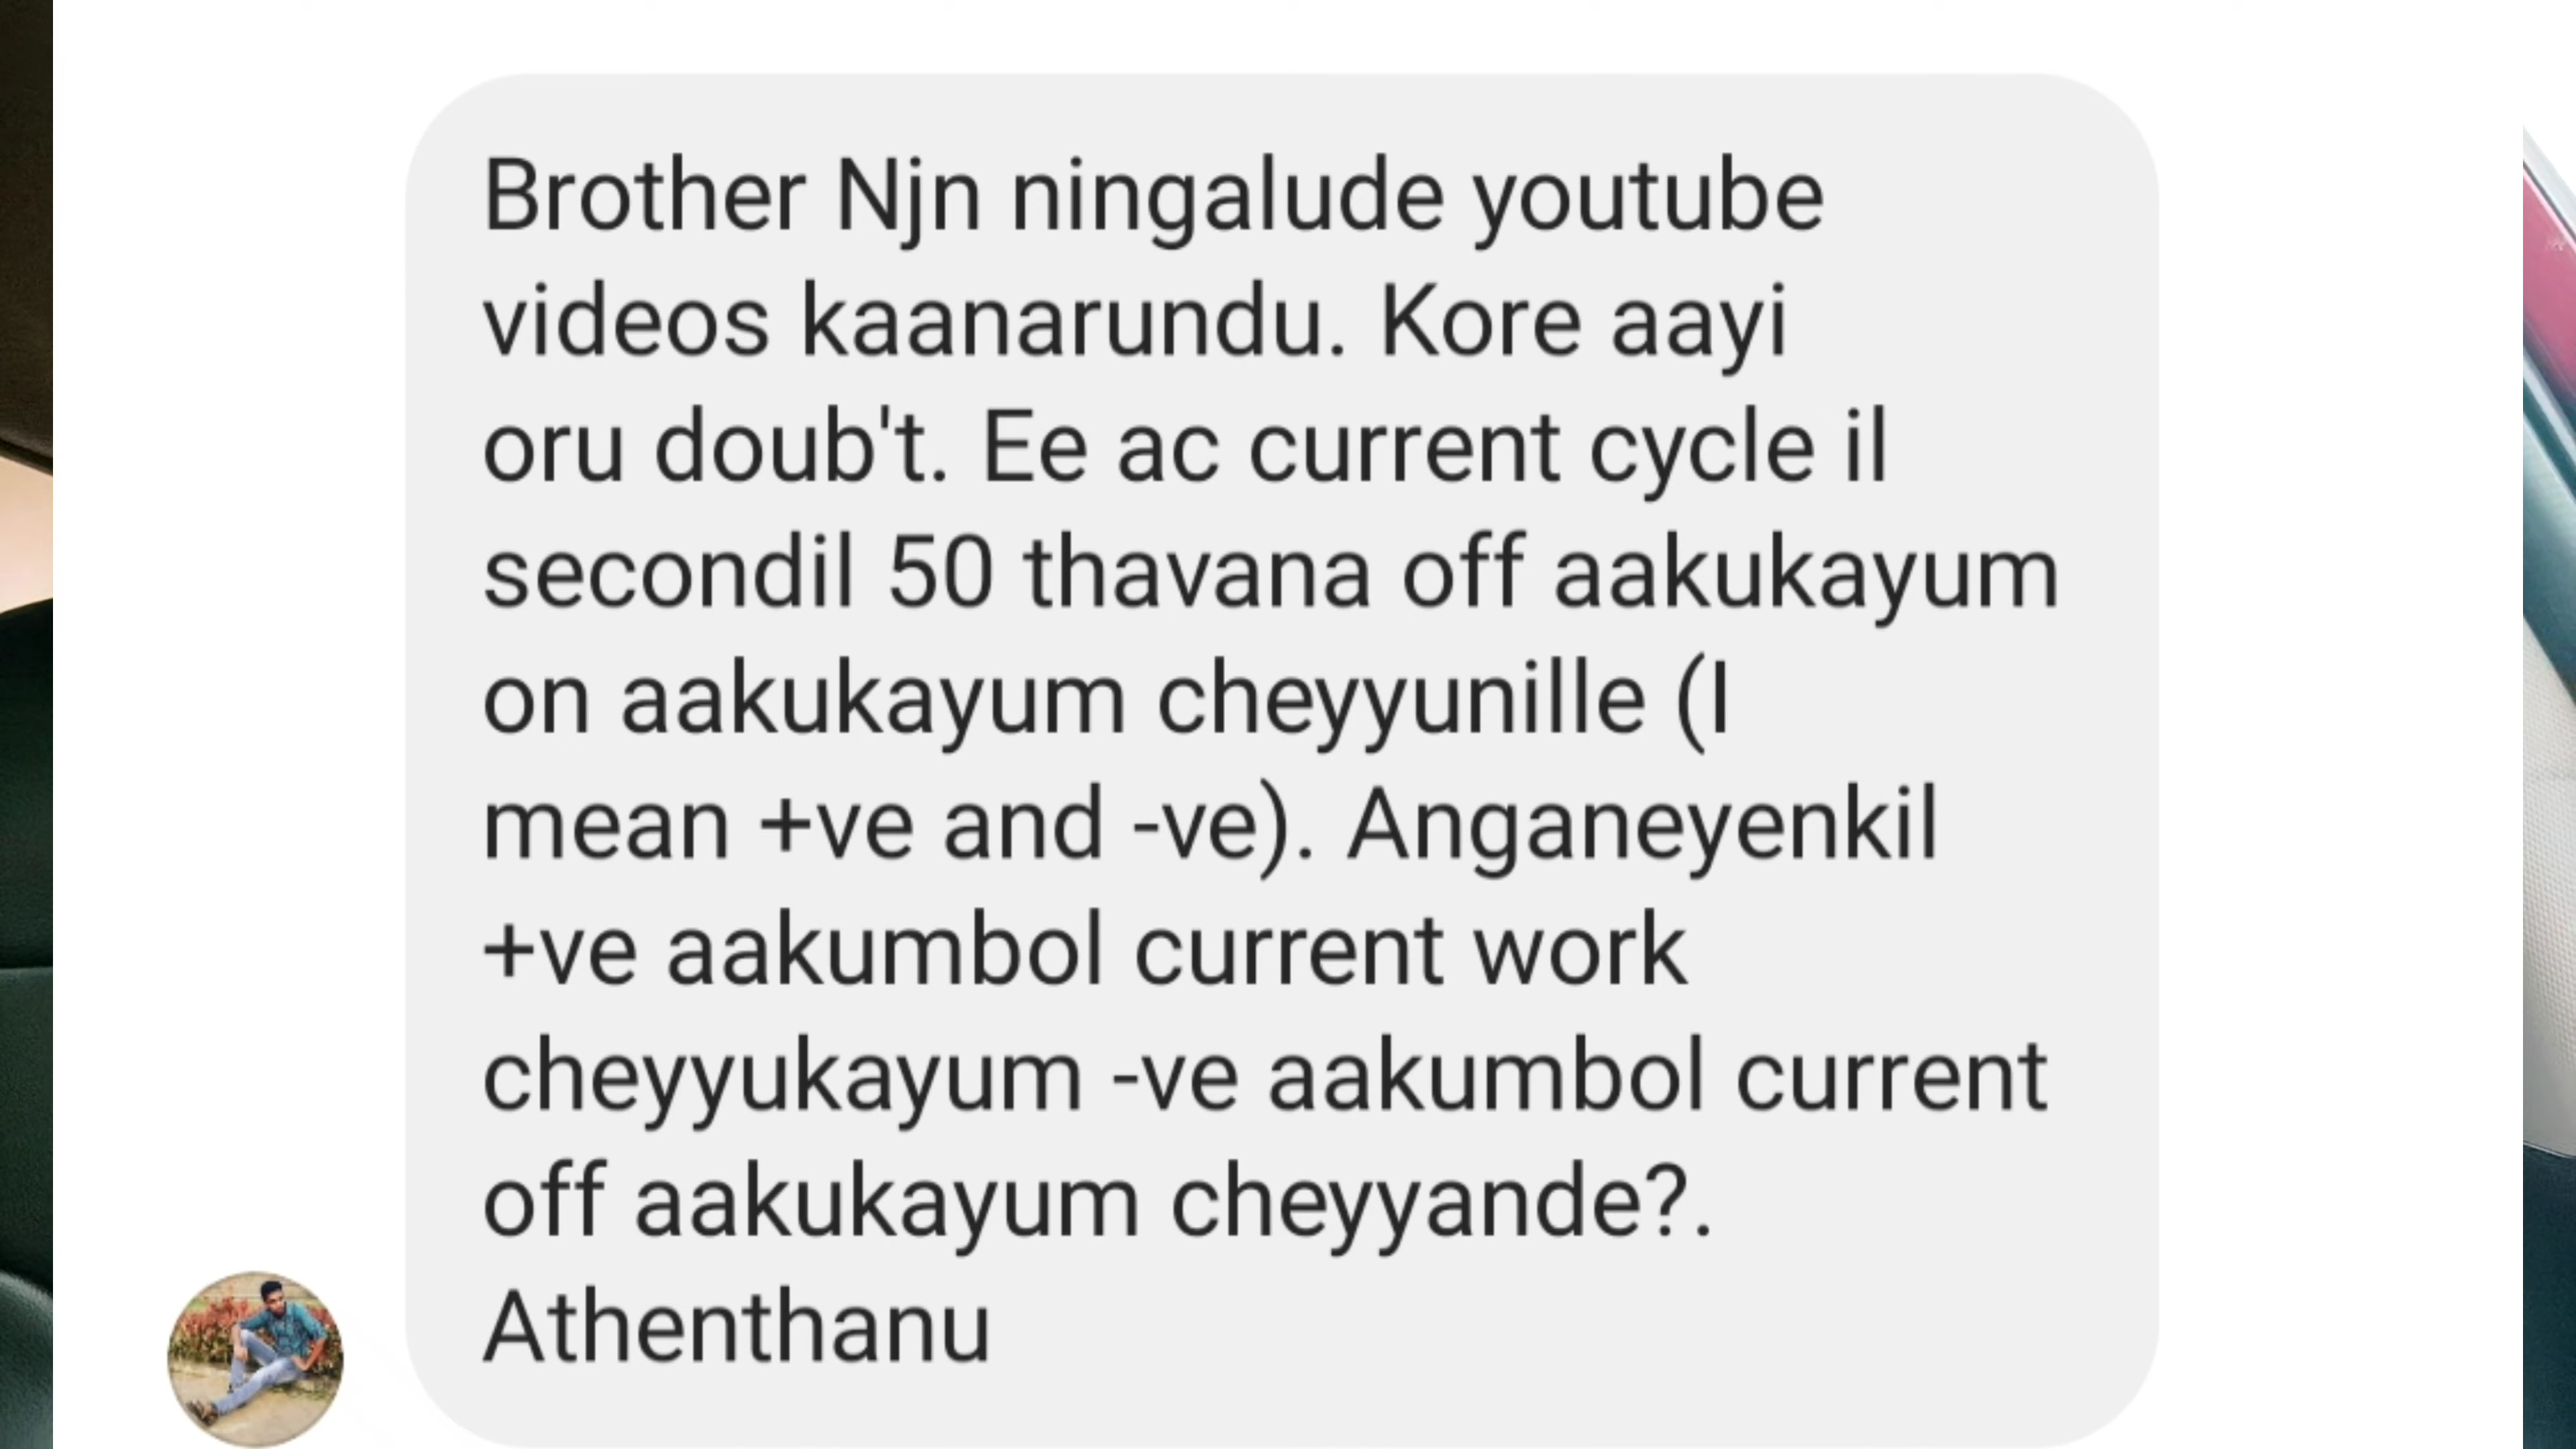 Brother Njn ningalude youtube
videos kaanarundu. Kore aayi
oru doub't. Ee ac current cycle il
secondil 50 thavana off aakukayum
on aakukayum cheyyunille (I
mean +ve and -ve). Anganeyenkil
+ve aakumbol current work
cheyyukayum -ve aakumbol current
off aakukayum cheyyande?.
Athenthanu